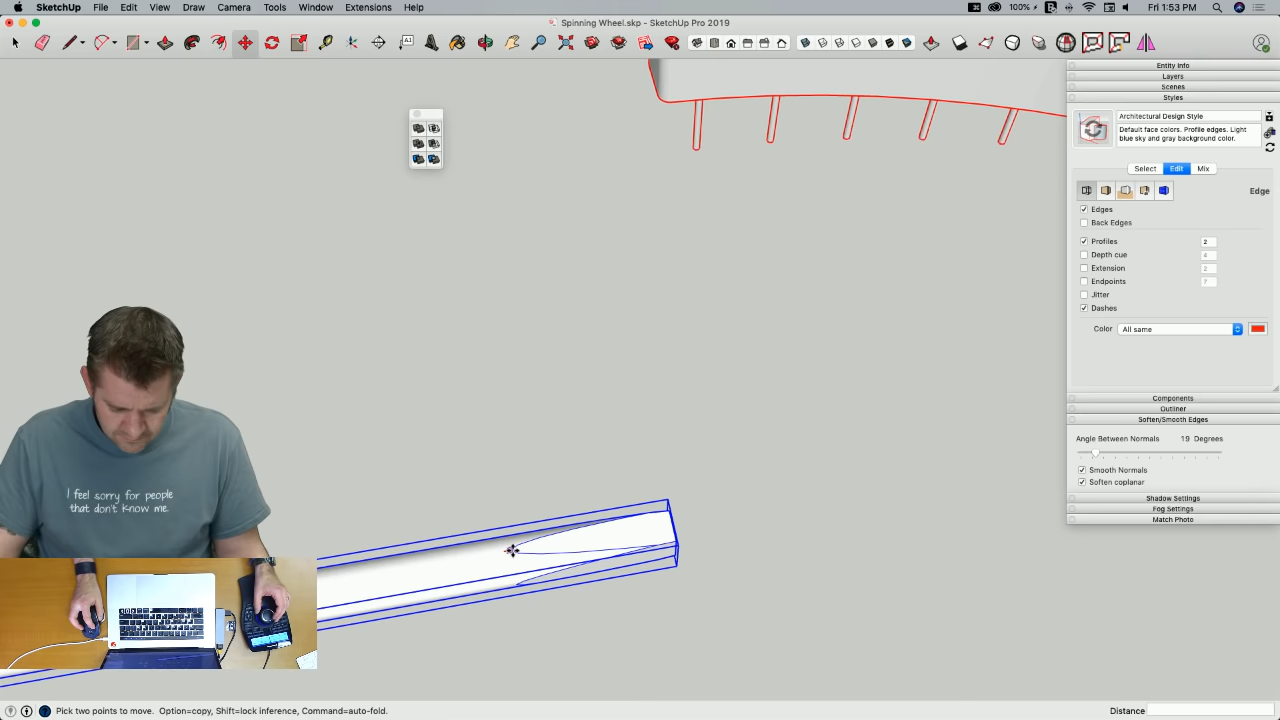 SketchUp File Edit View Draw Camera Tools Window Extensions Help
100% Fri 1:53 PM
Spinning Wheel.skp - SketchUp Pro 2019
Entity Info
Layers
Scenes
Styles
Architectural Design Style
Default face colors. Profile edges. Light blue sky and gray background color.
Select Edit Mix
Edge
Edges
Back Edges
Profiles 2
Depth cue 4
Extension 2
Endpoints 7
Jitter
Dashes
Color All same
Components
Outliner
Soften/Smooth Edges
Angle Between Normals 19 Degrees
Smooth Normals
Soften coplanar
Shadow Settings
Fog Settings
Match Photo
I feel sorry for people
that don't know me.
Pick two points to move. Option=copy, Shift=lock inference, Command=auto-fold.
Distance